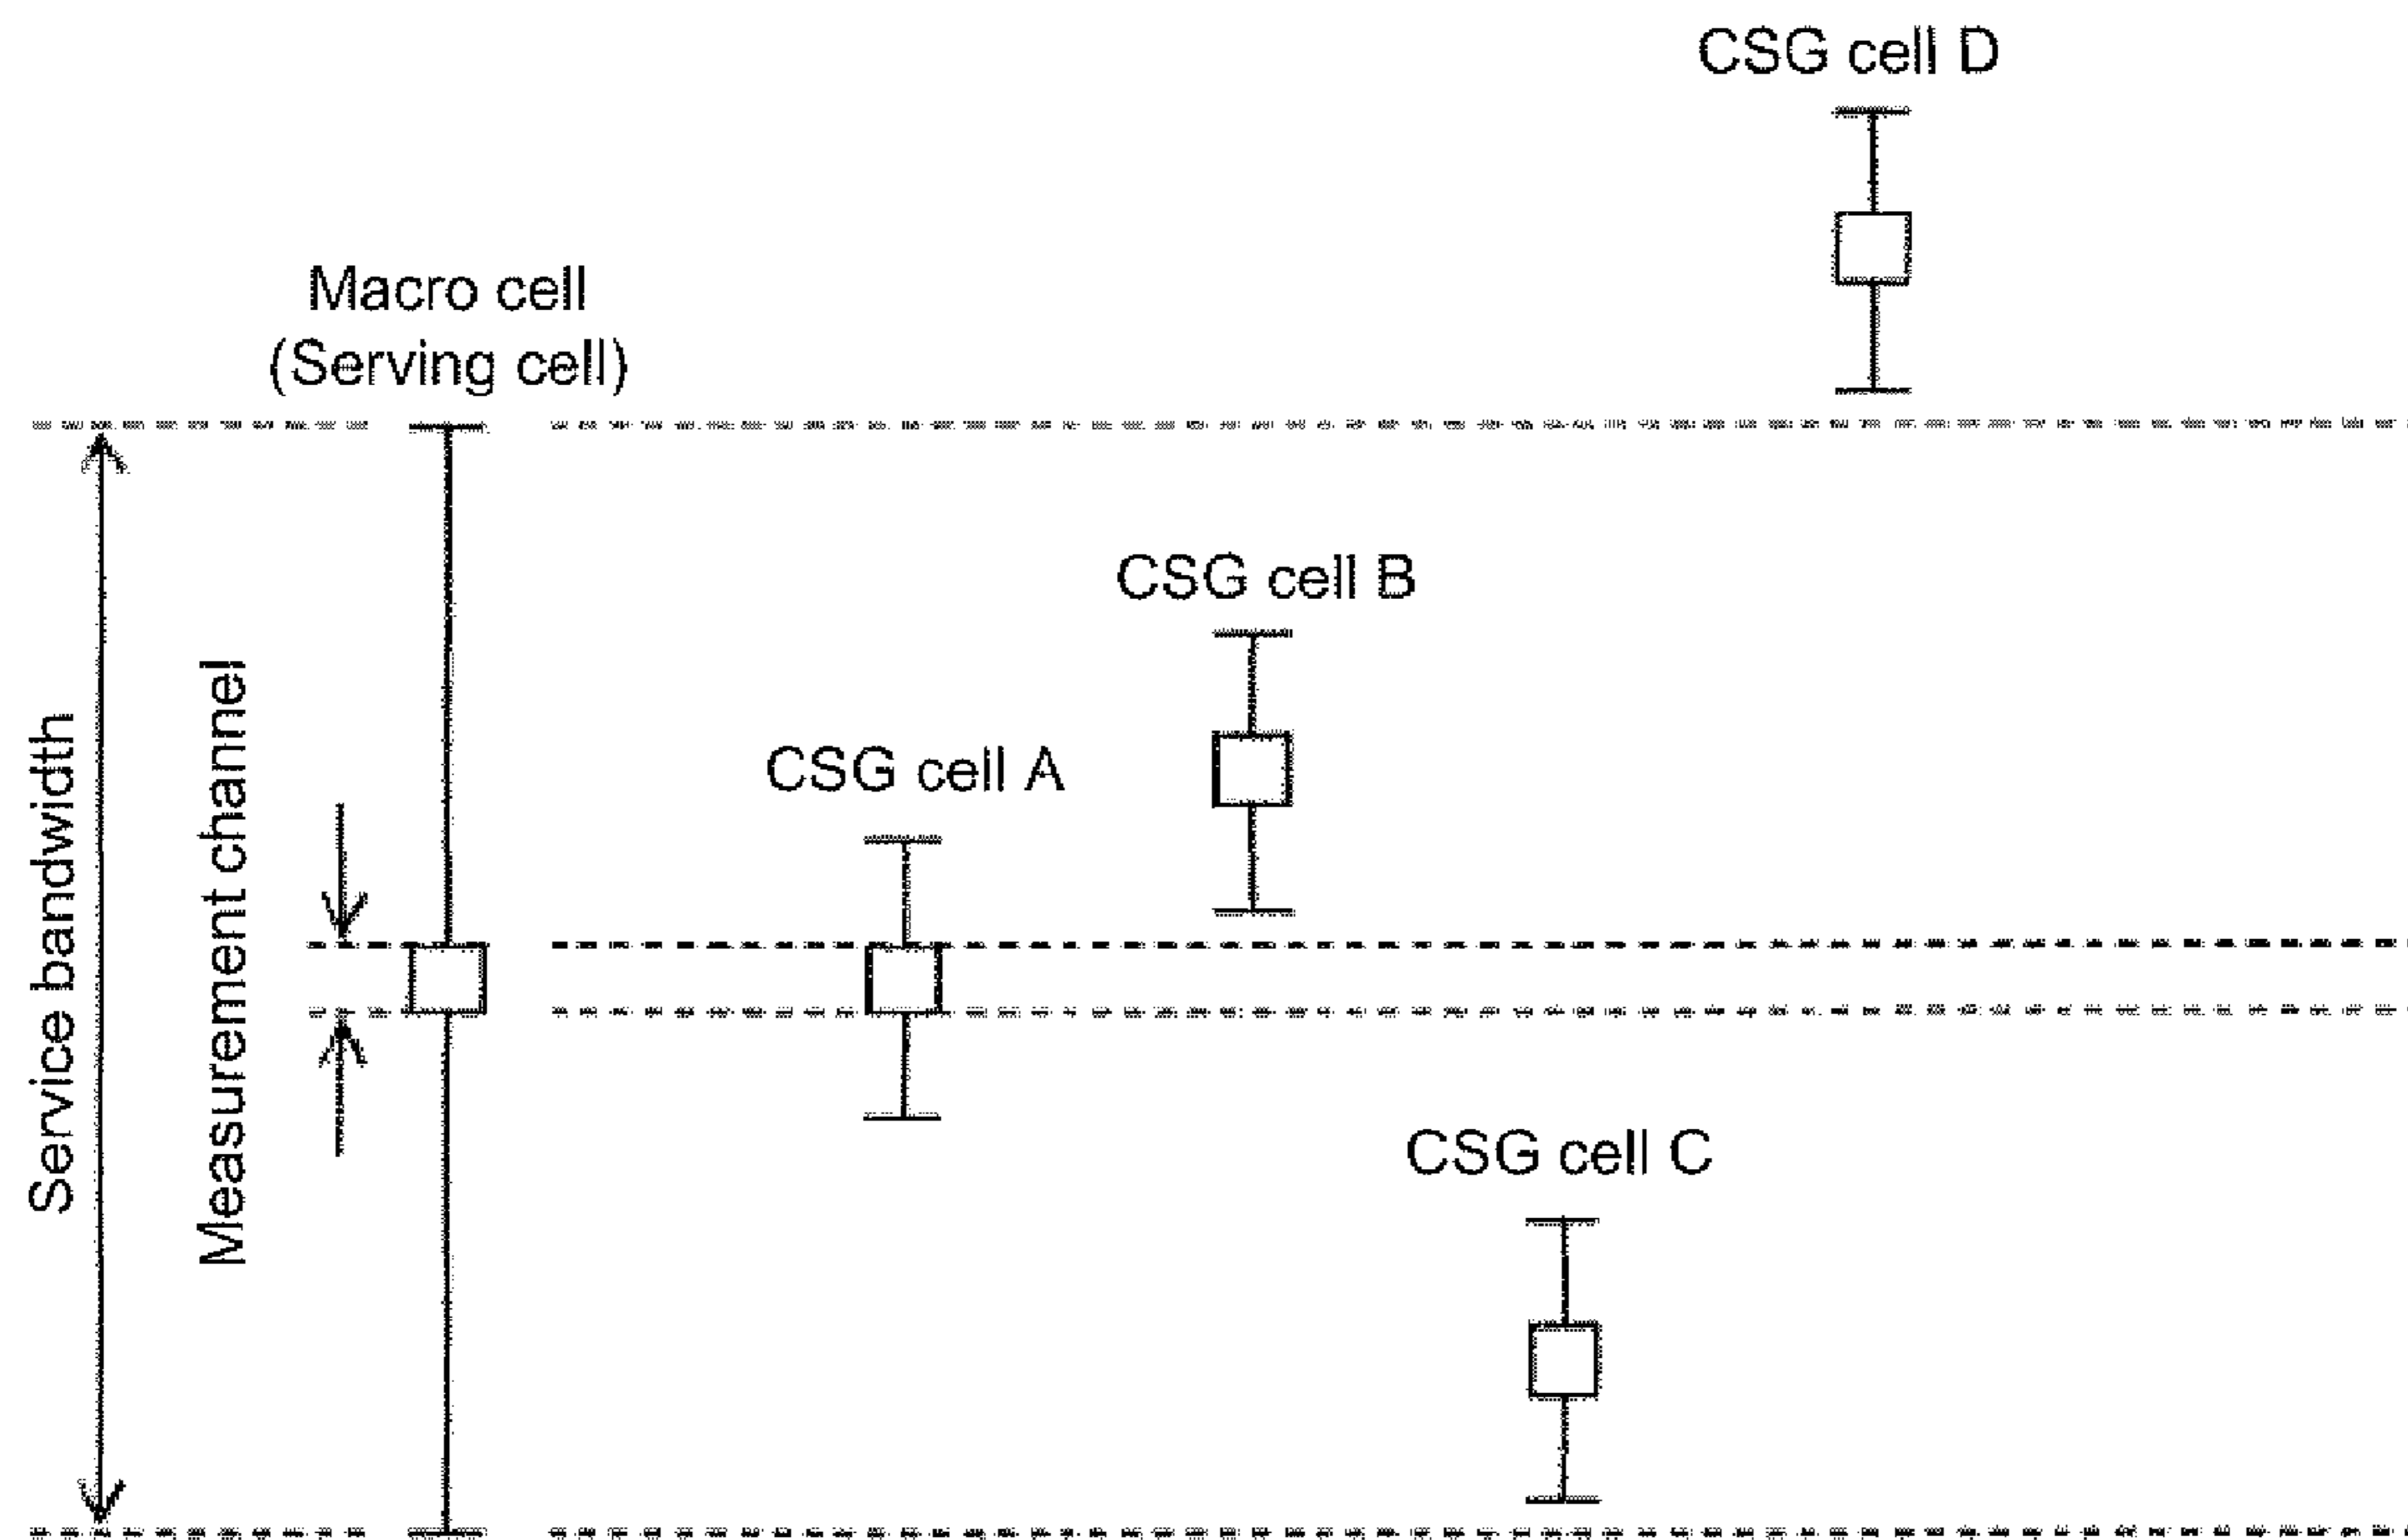 CSG cell D
Macro cell
(Serving cell)
CSG cell B
CSG cell A
Service bandwidth
Measurement channel
CSG cell C